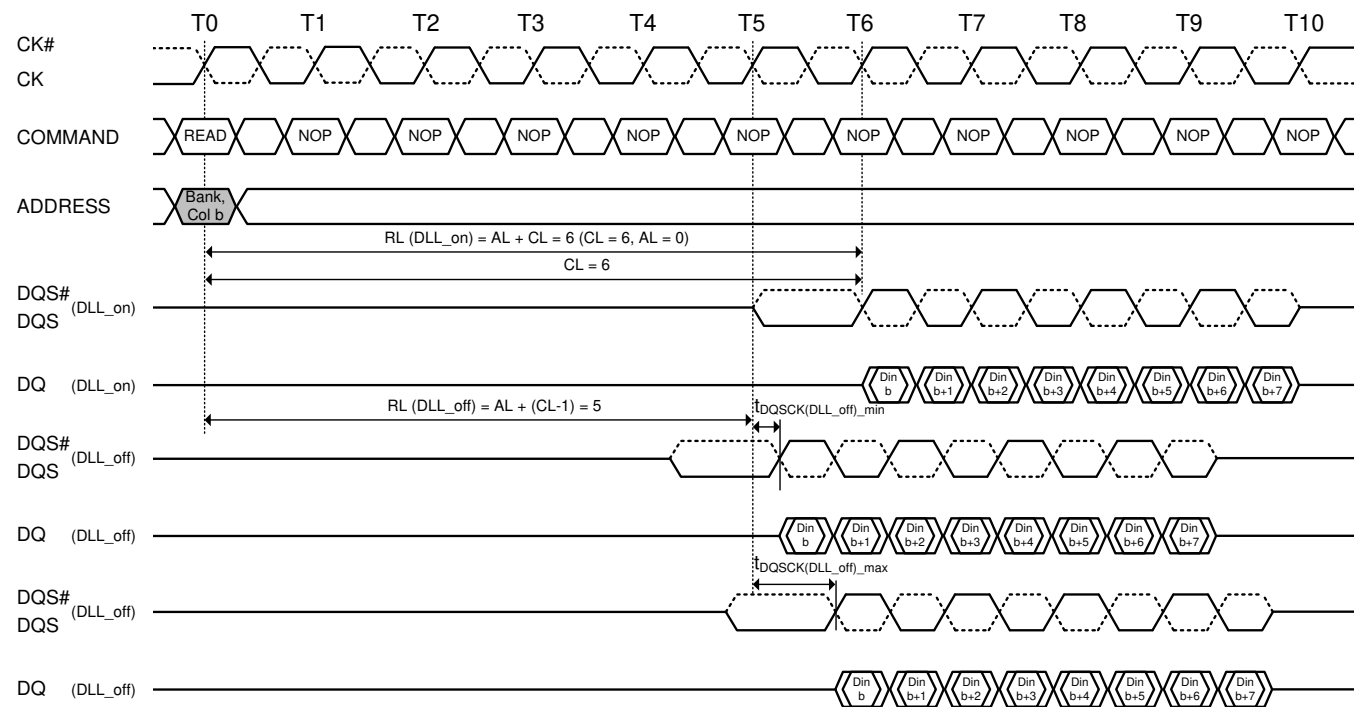 T0 T1 T2 T3 T4 T5 T6 T7 T8 T9 T10
CK#
CK
COMMAND READ NOP NOP NOP NOP NOP NOP NOP NOP NOP NOP
ADDRESS
Bank,
Col b
RL (DLL_on) = AL + CL = 6 (CL = 6, AL = 0)
CL = 6
DQS#
(DLL_on)
DQS
DQ (DLL_on)
Din b Din b+1 Din b+2 Din b+3 Din b+4 Din b+5 Din b+6 Din b+7
RL (DLL_off) = AL + (CL-1) = 5
tDQSCK(DLL_off)_min
DQS#
(DLL_off)
DQS
DQ (DLL_off)
Din b Din b+1 Din b+2 Din b+3 Din b+4 Din b+5 Din b+6 Din b+7
tDQSCK(DLL_off)_max
DQS#
(DLL_off)
DQS
DQ (DLL_off)
Din b Din b+1 Din b+2 Din b+3 Din b+4 Din b+5 Din b+6 Din b+7